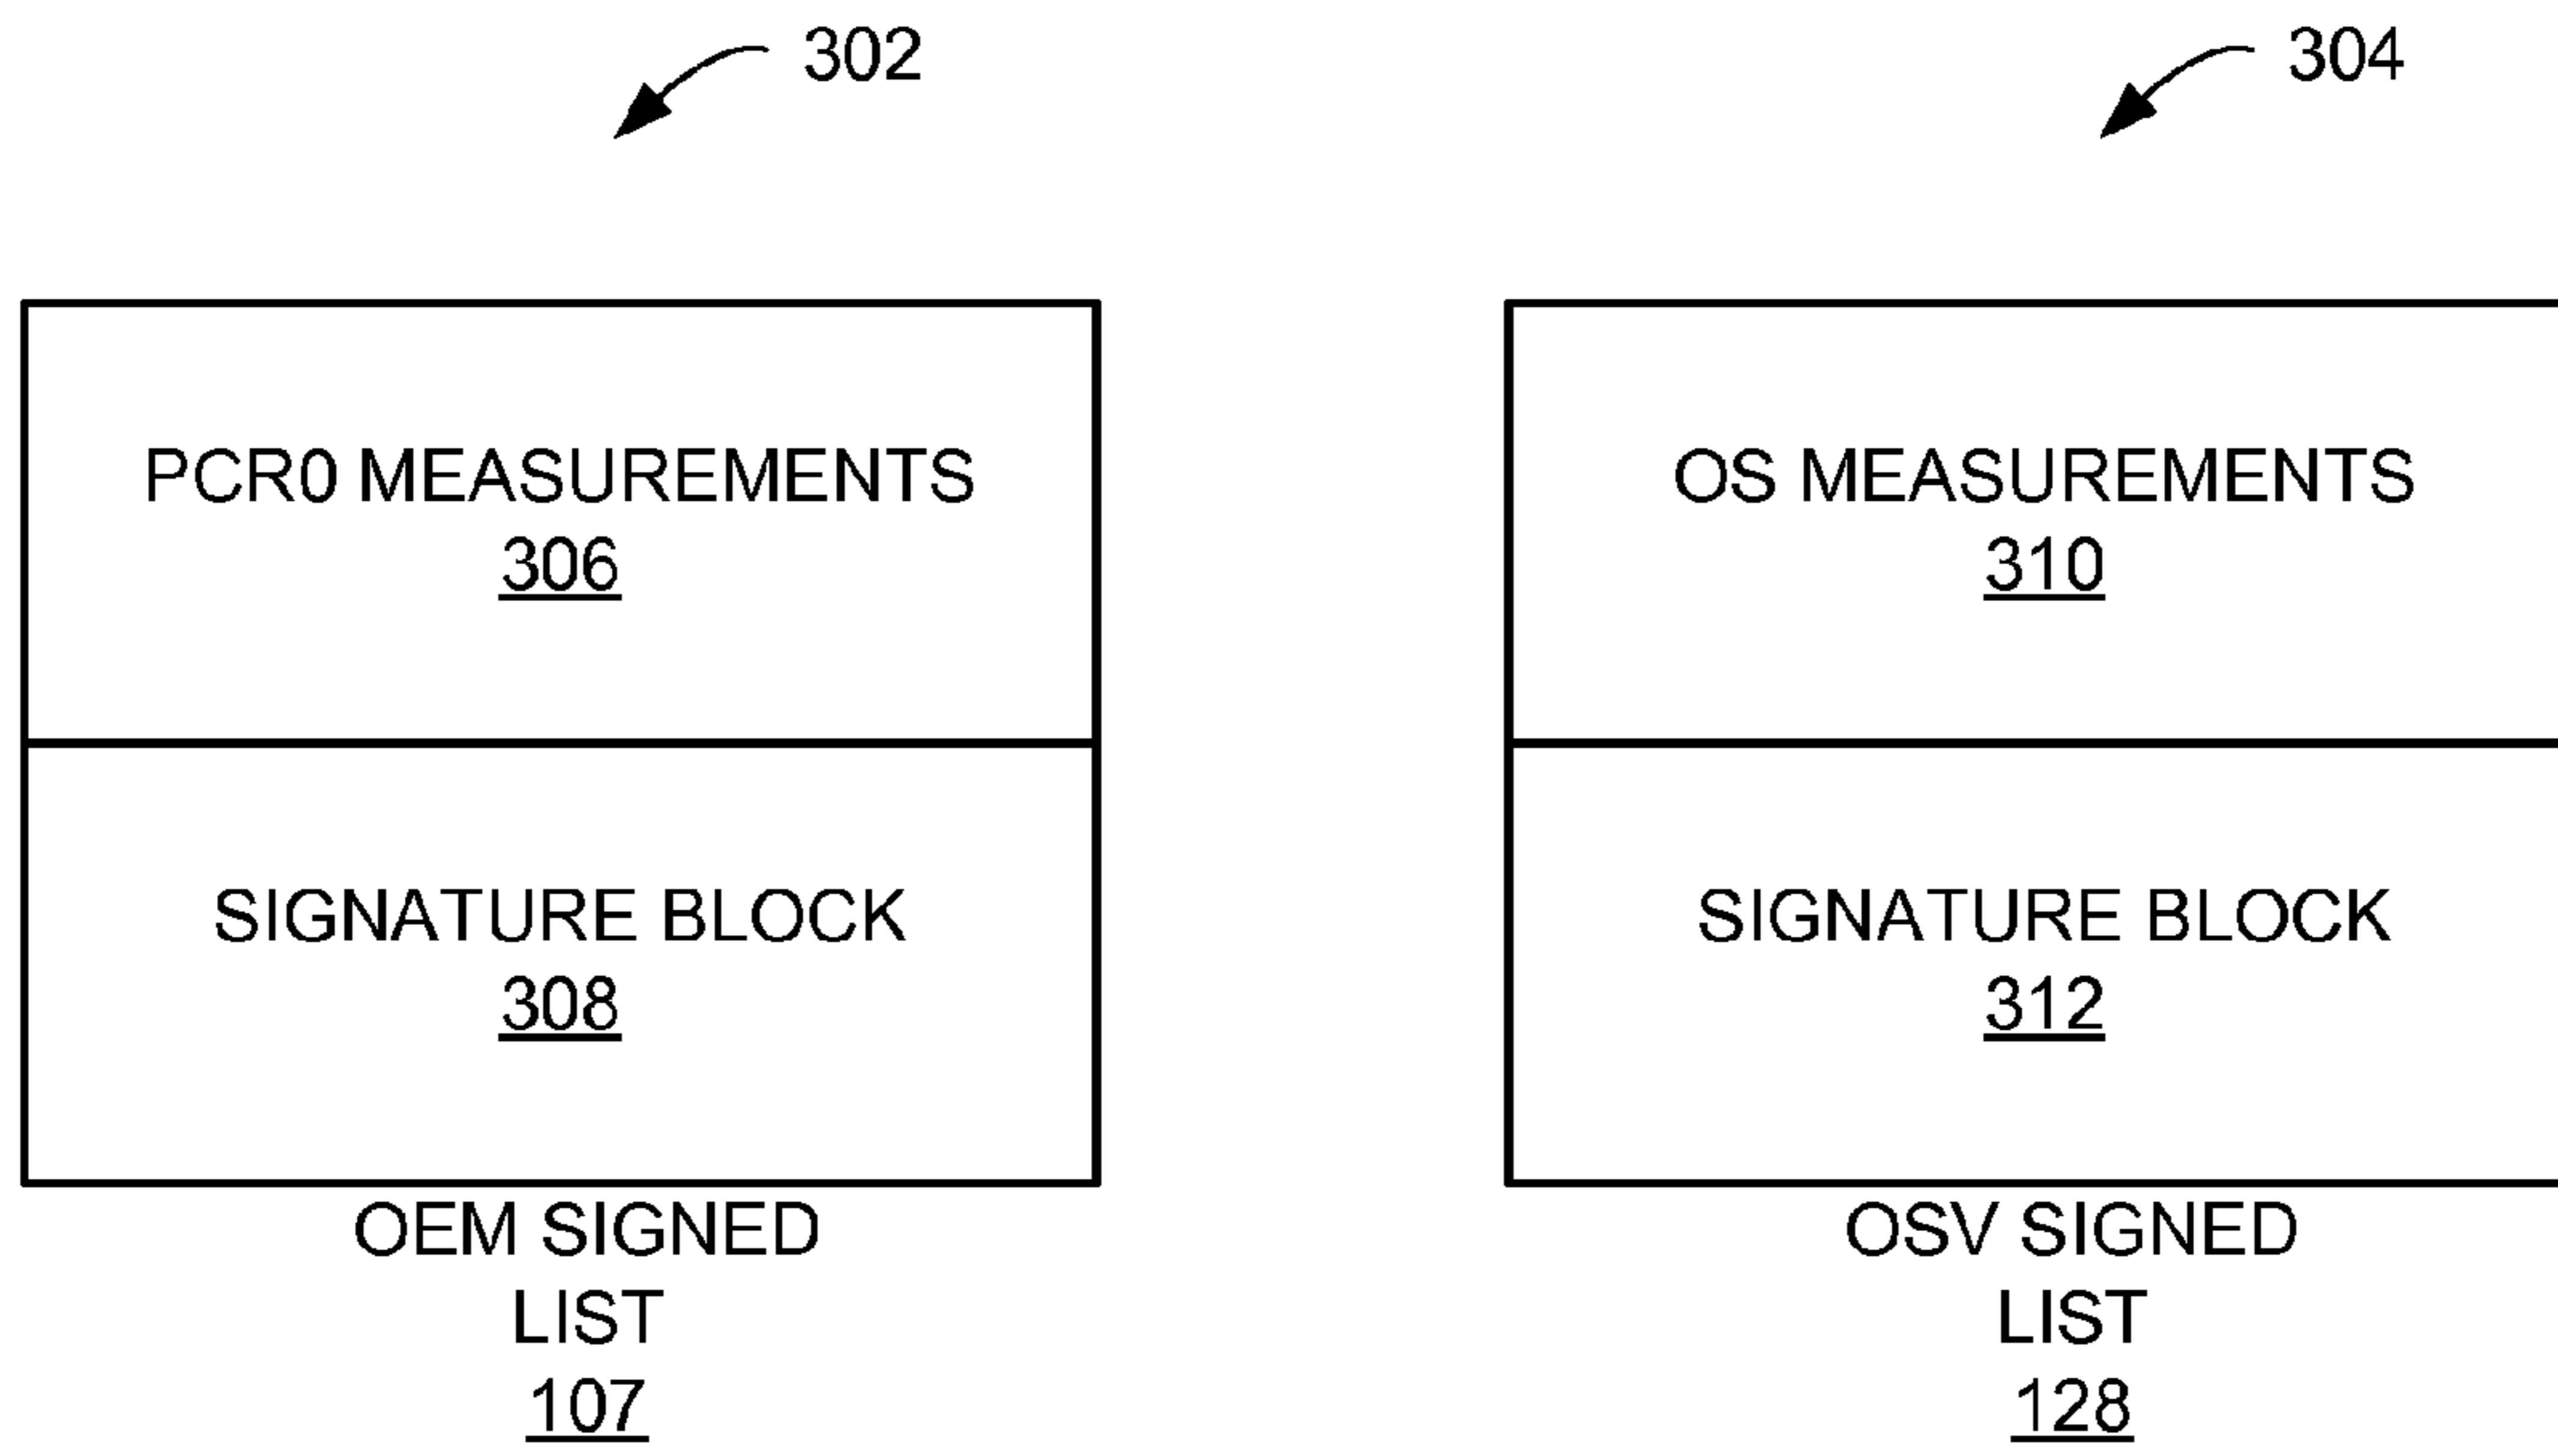 302
PCR0 MEASUREMENTS
306
SIGNATURE BLOCK
308
OEM SIGNED
LIST
107
304
OS MEASUREMENTS
310
SIGNATURE BLOCK
312
OSV SIGNED
LIST
128